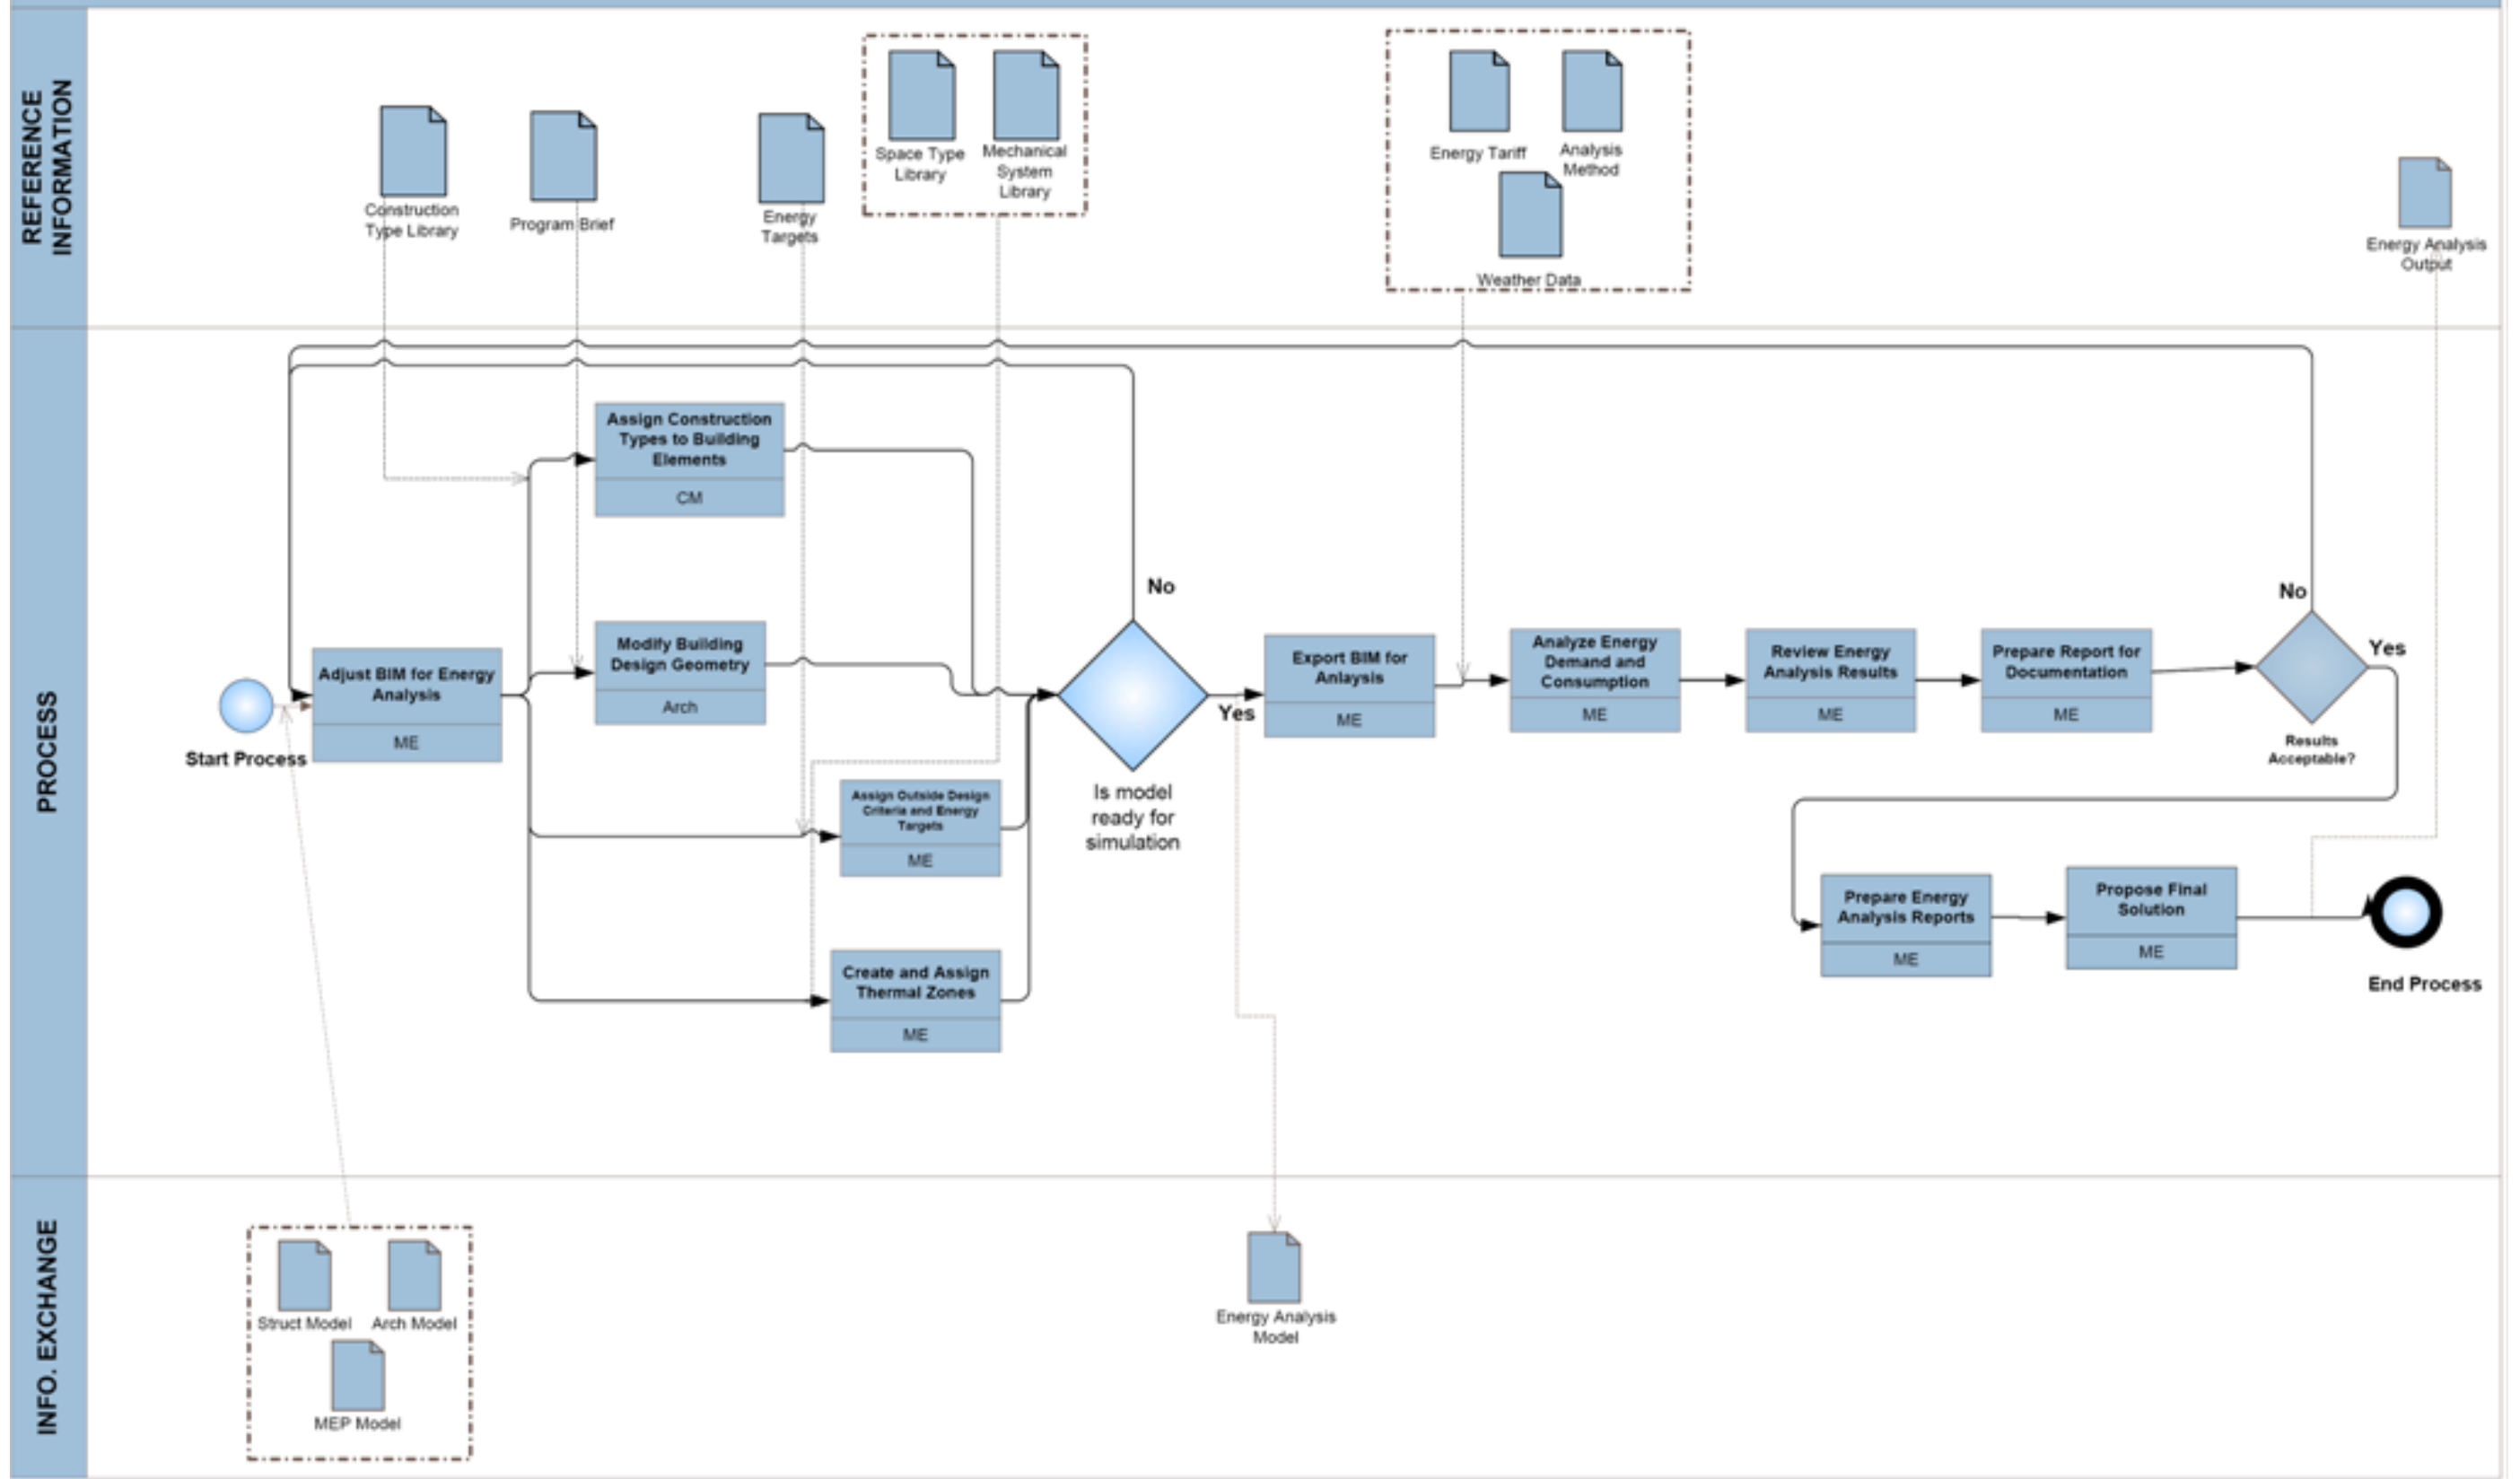 REFERENCE
INFORMATION
Construction
Type Library
Program Brief
Energy
Targets
Space Type
Library
Mechanical
System
Library
Energy Tariff
Analysis
Method
Weather Data
Energy Analysis
Output
PROCESS
Start Process
Adjust BIM for Energy
Analysis
ME
Assign Construction
Types to Building
Elements
CM
Modify Building
Design Geometry
Arch
Assign Outside Design
Criteria and Energy
Targets
ME
Create and Assign
Thermal Zones
ME
No
Yes
Is model
ready for
simulation
Export BIM for
Anlaysis
ME
Analyze Energy
Demand and
Consumption
ME
Review Energy
Analysis Results
ME
Prepare Report for
Documentation
ME
No
Yes
Results
Acceptable?
Prepare Energy
Analysis Reports
ME
Propose Final
Solution
ME
End Process
INFO. EXCHANGE
Struct Model
Arch Model
MEP Model
Energy Analysis
Model